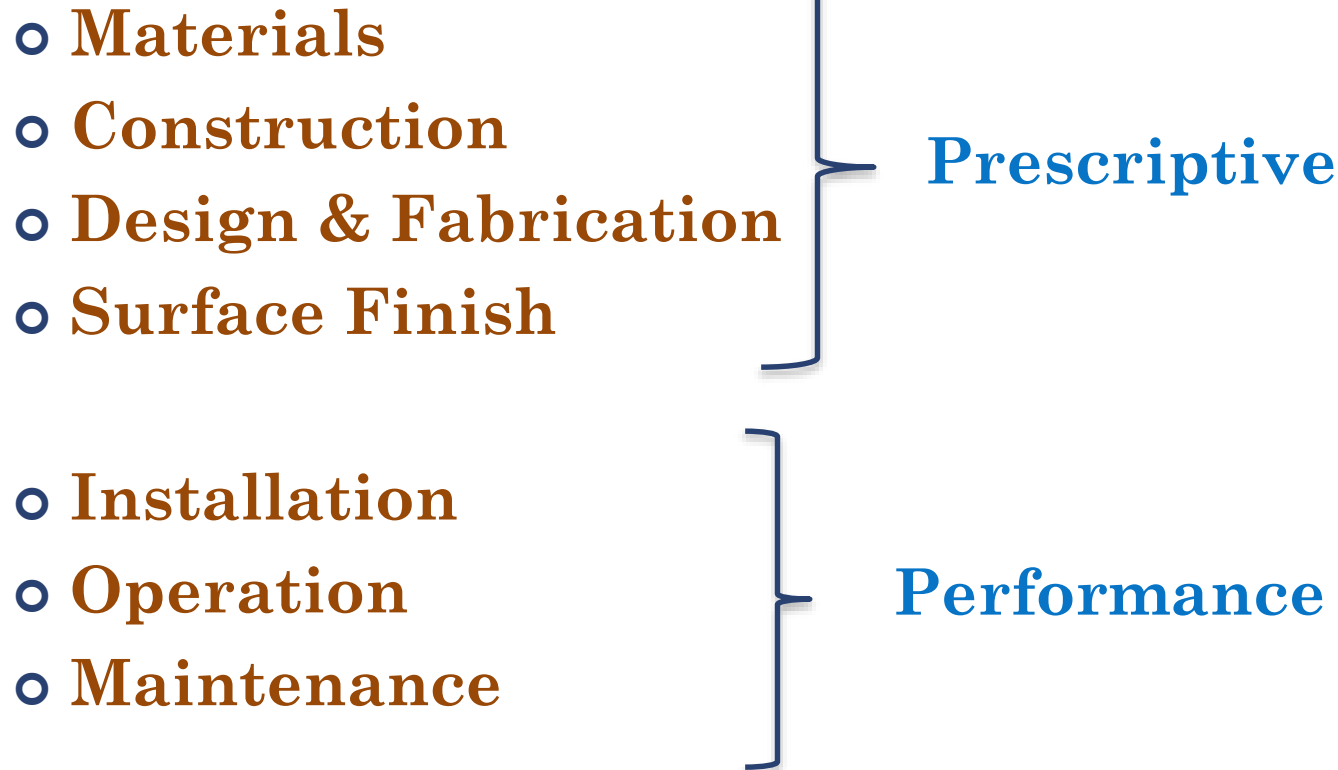 Materials
Construction
Design & Fabrication
Surface Finish
Prescriptive
Installation
Operation
Maintenance
Performance